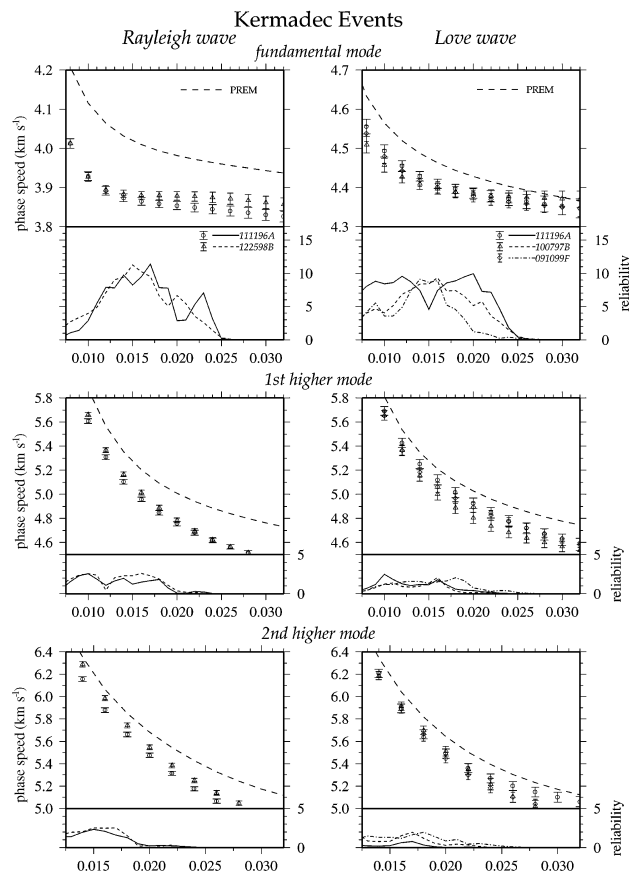 Kermadec Events
Rayleigh wave Love wave
fundamental mode
4.2 4.7
PREM PREM
4.1 4.6
4.0 4.5
3.9 4.4
3.8 4.3
phase speed (km s-1)
111196A 15 111196A 15
122598B 100797B
091099F
10 10
5 5
0 0
reliability
0.010 0.015 0.020 0.025 0.030 0.010 0.015 0.020 0.025 0.030
1st higher mode
5.8 5.8
5.6 5.6
5.4 5.4
5.2 5.2
5.0 5.0
4.8 4.8
4.6 4.6
phase speed (km s-1)
5 5
0 0
reliability
0.010 0.015 0.020 0.025 0.030 0.010 0.015 0.020 0.025 0.030
2nd higher mode
6.4 6.4
6.2 6.2
6.0 6.0
5.8 5.8
5.6 5.6
5.4 5.4
5.2 5.2
5.0 5.0
phase speed (km s-1)
5 5
0 0
reliability
0.015 0.020 0.025 0.030 0.015 0.020 0.025 0.030